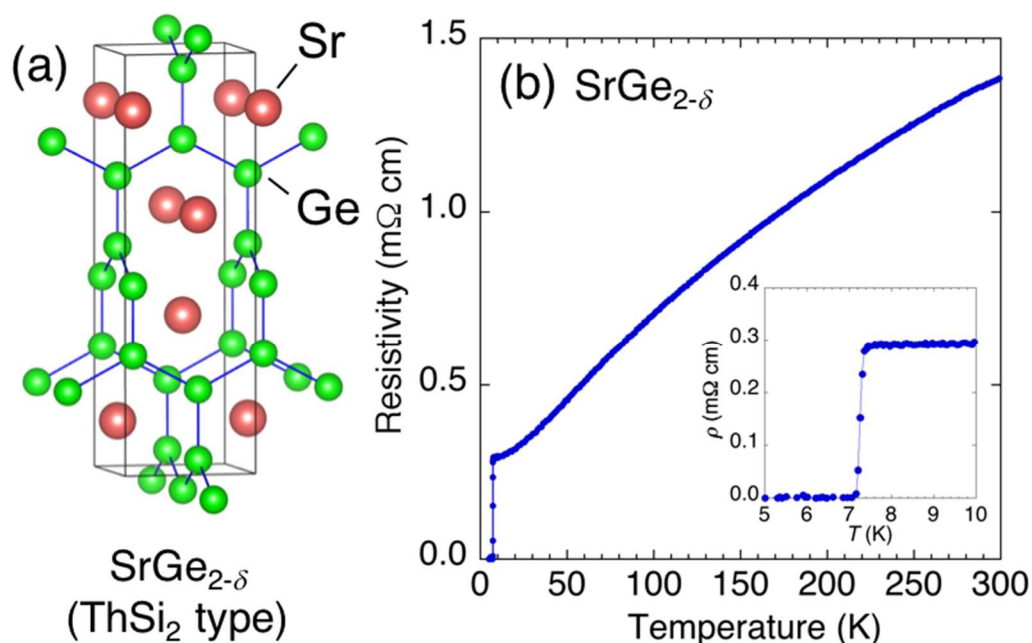 (a)
Sr
Ge
SrGe2-δ
(ThSi2 type)
(b) SrGe2-δ
Resistivity (mΩ cm)
1.5
1.0
0.5
0.0
0 50 100 150 200 250 300
Temperature (K)
ρ (mΩ cm)
0.4
0.3
0.2
0.1
0.0
5 6 7 8 9 10
T (K)